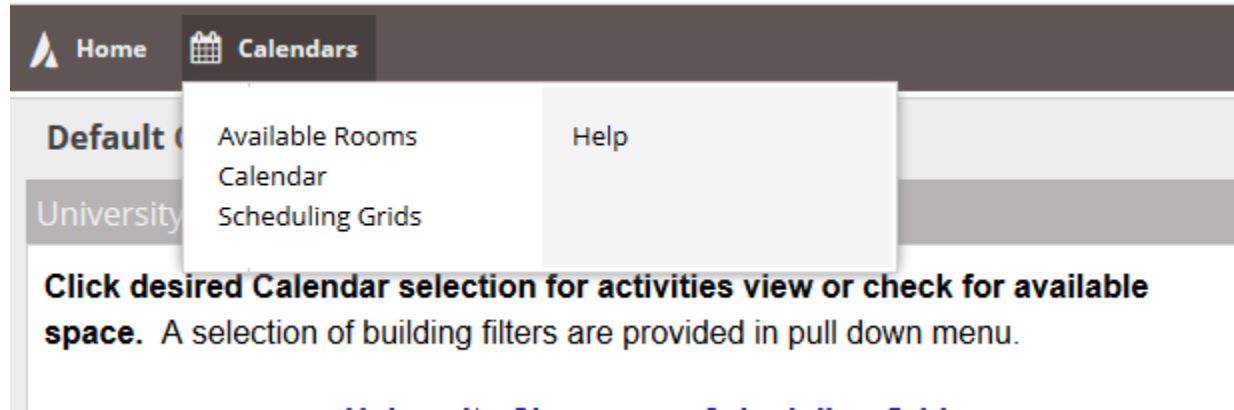 Home Calendars
Default
Available Rooms Help
Calendar
University
Scheduling Grids
Click desired Calendar selection for activities view or check for available
space. A selection of building filters are provided in pull down menu.